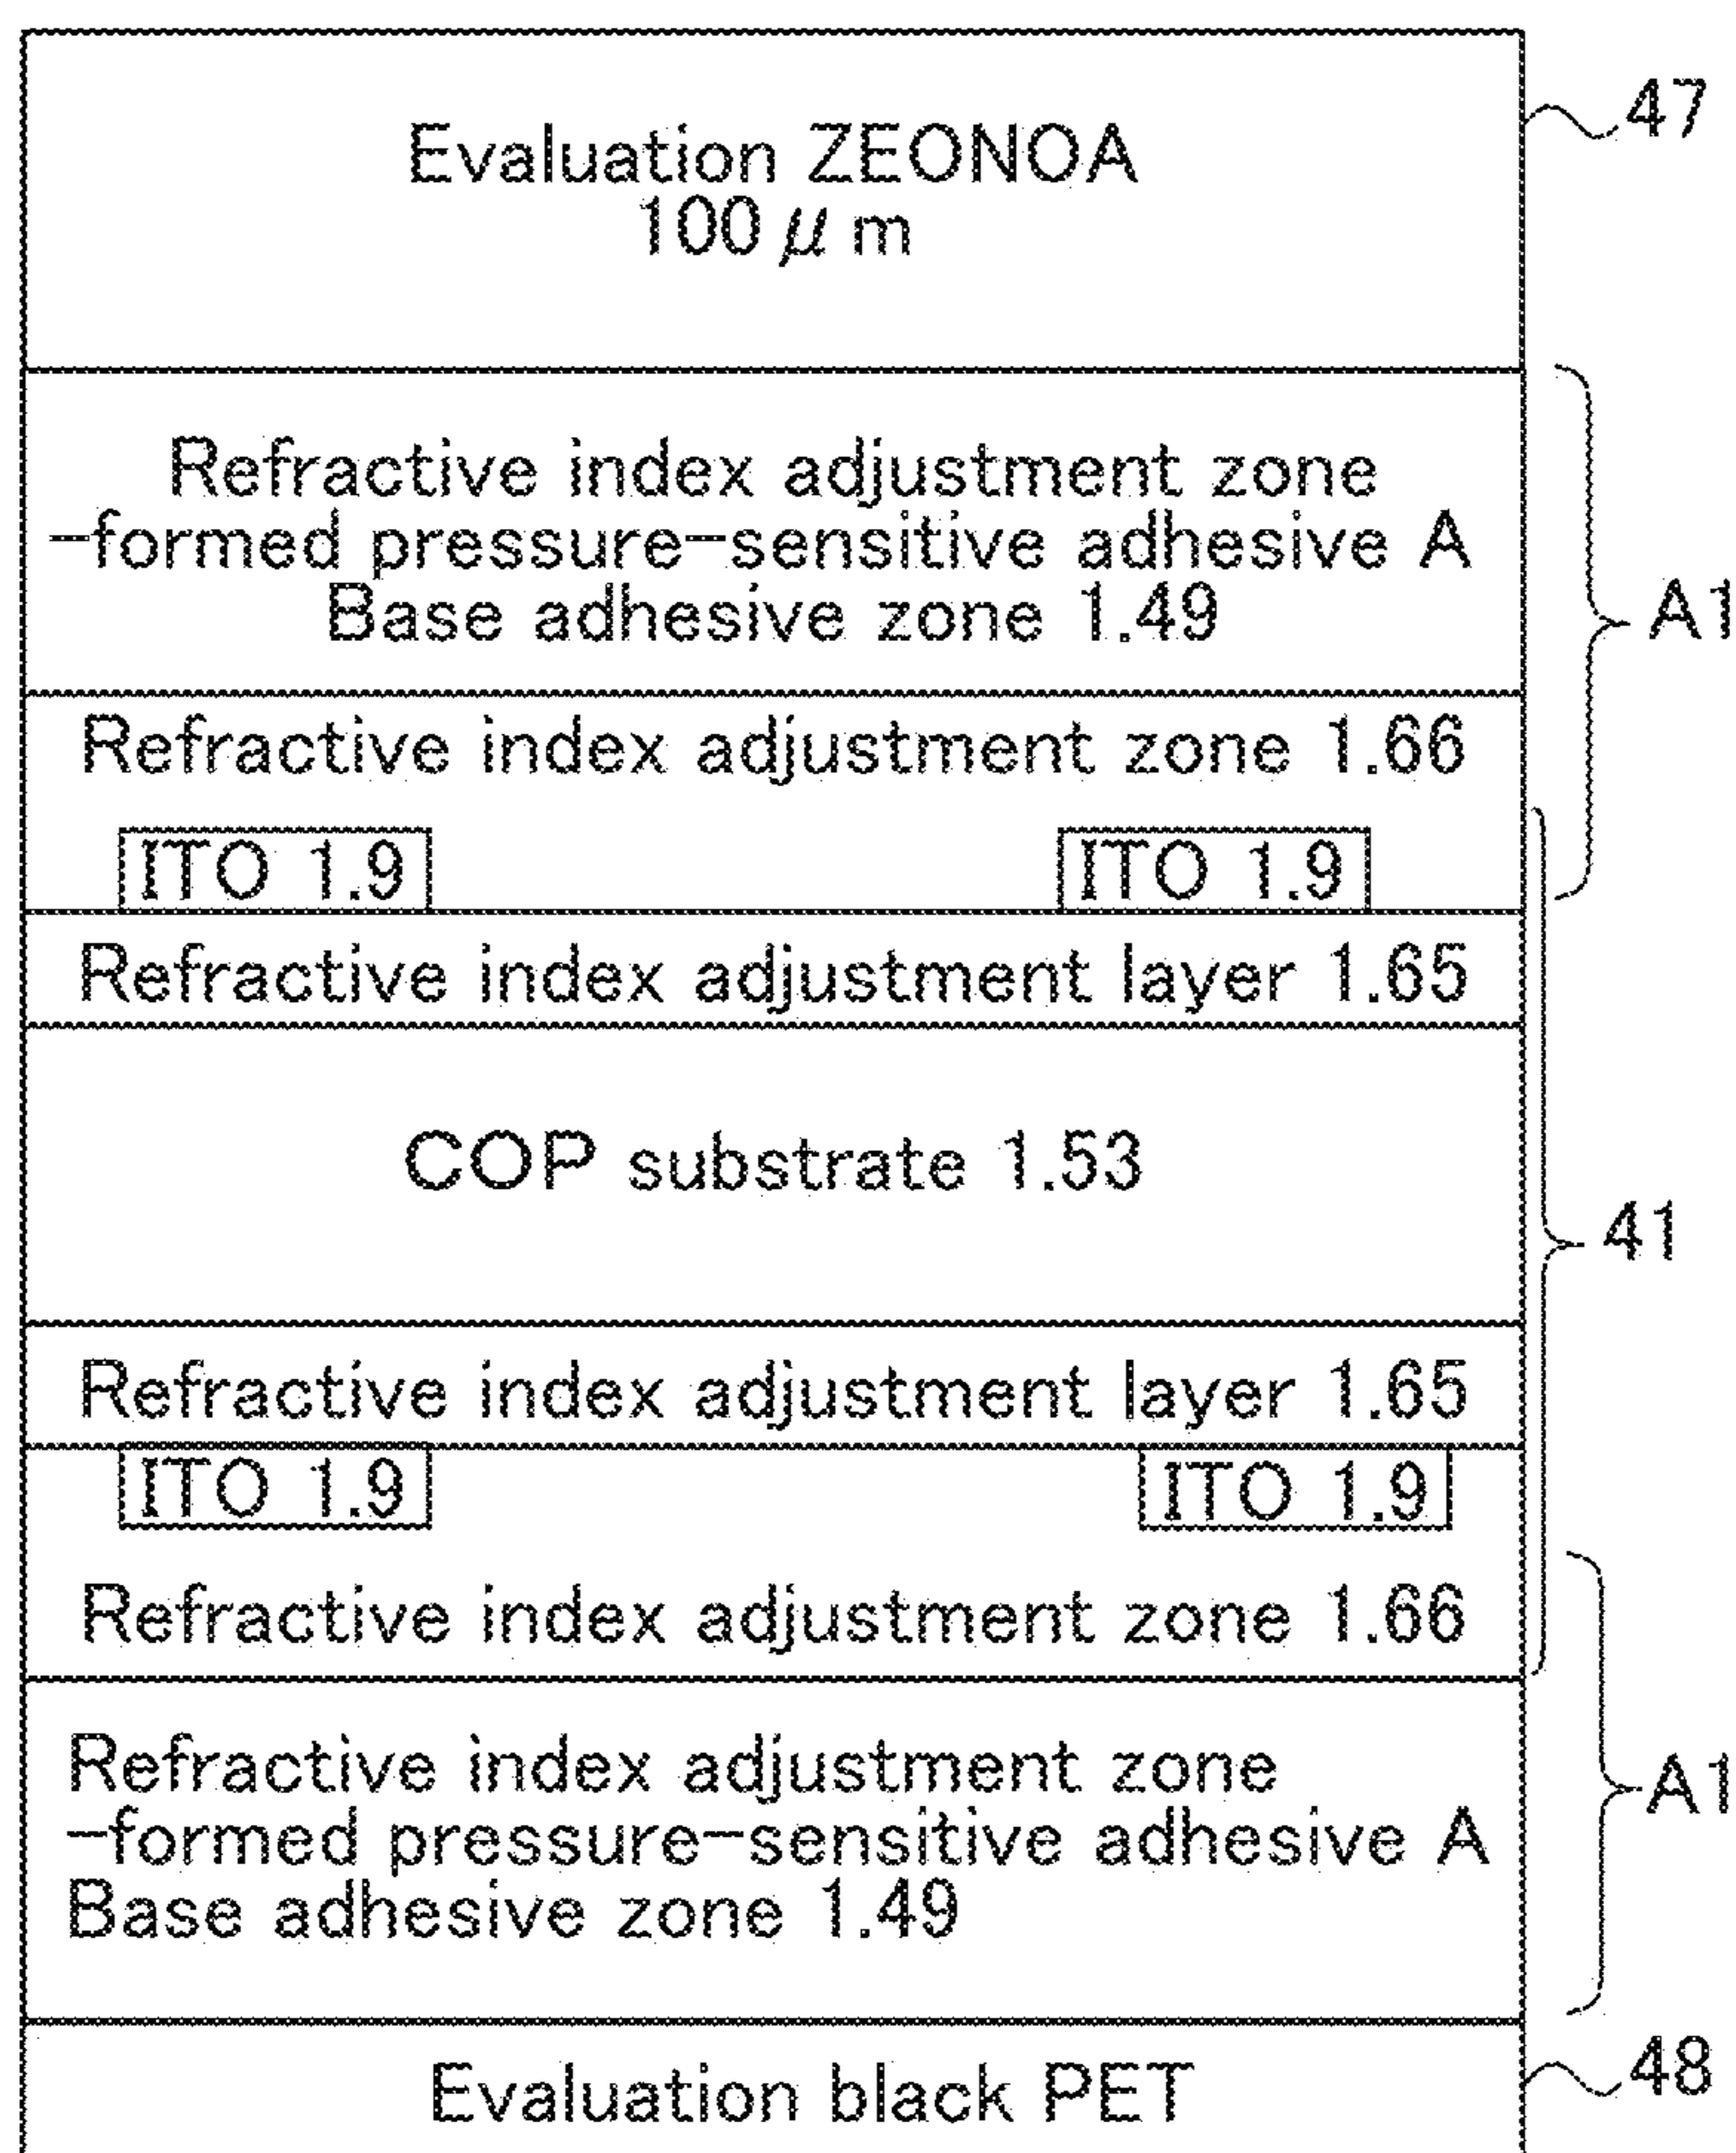 Evaluation ZEONOA
100μm
47
Refractive index adjustment zone
-formed pressure-sensitive adhesive A
Base adhesive zone 1.49
A1
Refractive index adjustment zone 1.66
ITO 1.9 ITO 1.9
Refractive index adjustment layer 1.65
COP substrate 1.53
41
Refractive index adjustment layer 1.65
ITO 1.9 ITO 1.9
Refractive index adjustment zone 1.66
Refractive index adjustment zone
-formed pressure-sensitive adhesive A
Base adhesive zone 1.49
A1
Evaluation black PET
48